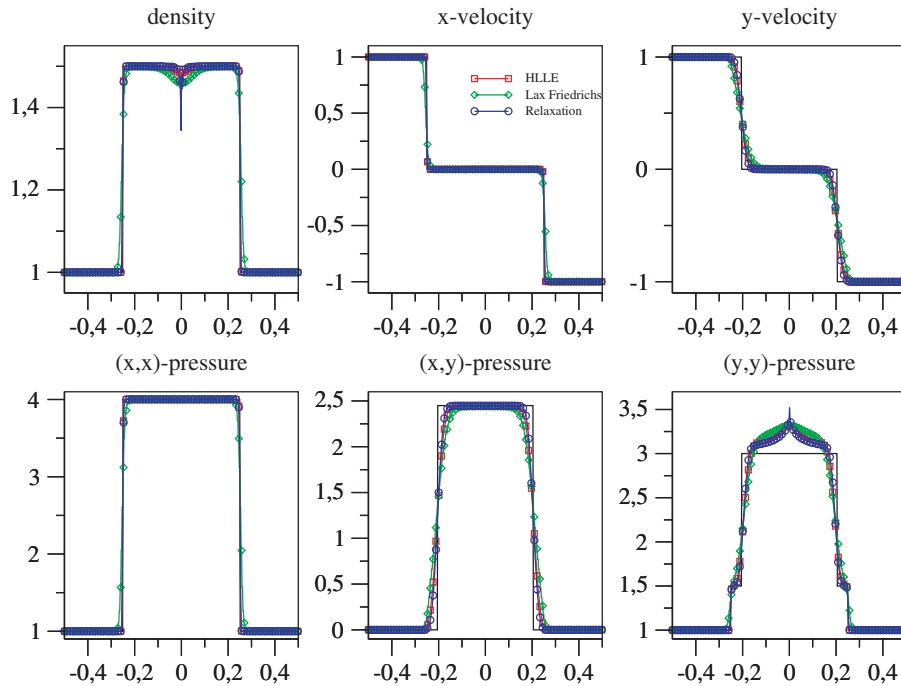 density
x-velocity
y-velocity
1,4
1,2
1
-0,4 -0,2 0 0,2 0,4
1
0,5
0
-0,5
-1
HLLE
Lax Friedrichs
Relaxation
-0,4 -0,2 0 0,2 0,4
1
0
-1
-0,4 -0,2 0 0,2 0,4
(x,x)-pressure
(x,y)-pressure
(y,y)-pressure
4
3
2
1
-0,4 -0,2 0 0,2 0,4
2,5
2
1,5
1
0,5
0
-0,4 -0,2 0 0,2 0,4
3,5
3
2,5
2
1,5
1
-0,4 -0,2 0 0,2 0,4